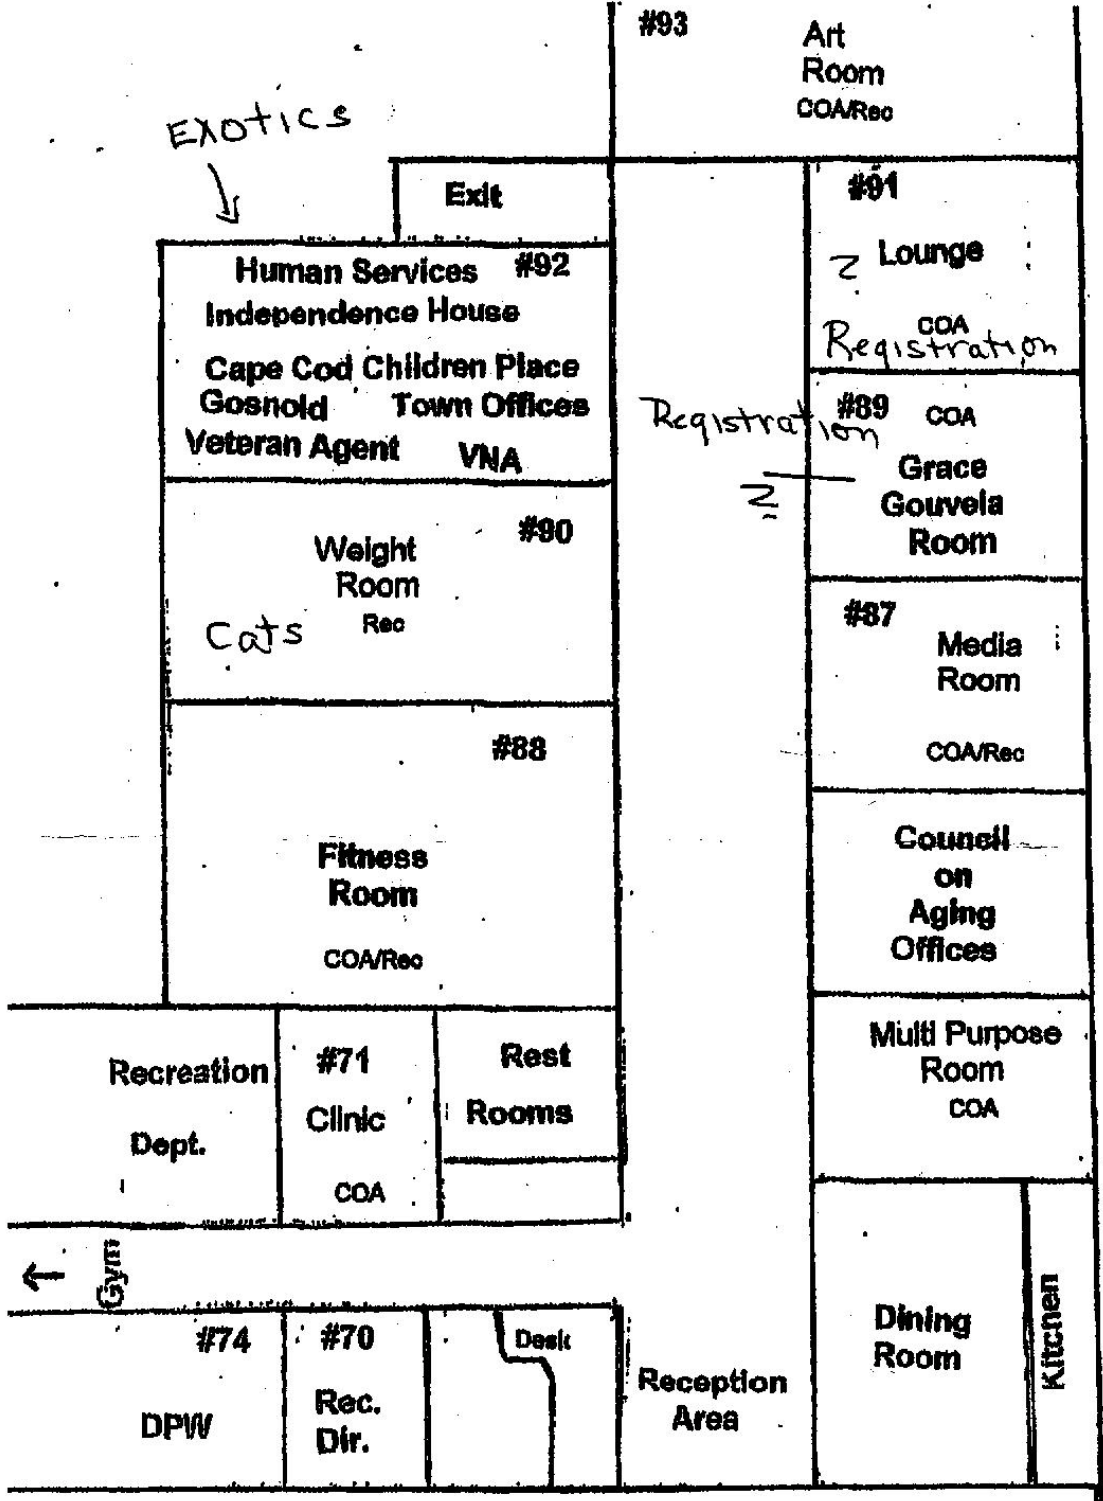 #93
Art
Room
COA/Rec
Exotics
Exit
#91
Lounge
COA
Registration
Human Services #92
Independence House
Cape Cod Children Place
Gosnold Town Offices
Veteran Agent VNA
Registration
#89 COA
Grace
Gouveia
Room
#90
Weight
Room
Rec
Cats
#87
Media
Room
COA/Rec
#88
Fitness
Room
COA/Rec
Council
on
Aging
Offices
Multi Purpose
Room
COA
Recreation
Dept.
#71
Clinic
COA
Rest
Rooms
← Gym
#74
DPW
#70
Rec.
Dir.
Desk
Reception
Area
Dining
Room
Kitchen